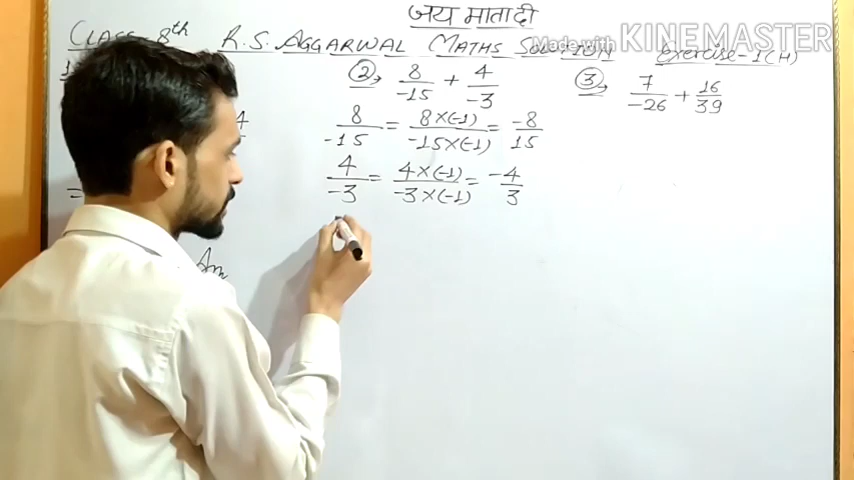 जय माता दी
CLASS-8th R.S. AGGARWAL MATHS SOLUTION Exercise-1(H)
Made with KINEMASTER
② 8/-15 + 4/-3
③ 7/-26 + 16/39
8/-15 = 8×(-1)/-15×(-1) = -8/15
4/-3 = 4×(-1)/-3×(-1) = -4/3
Ans